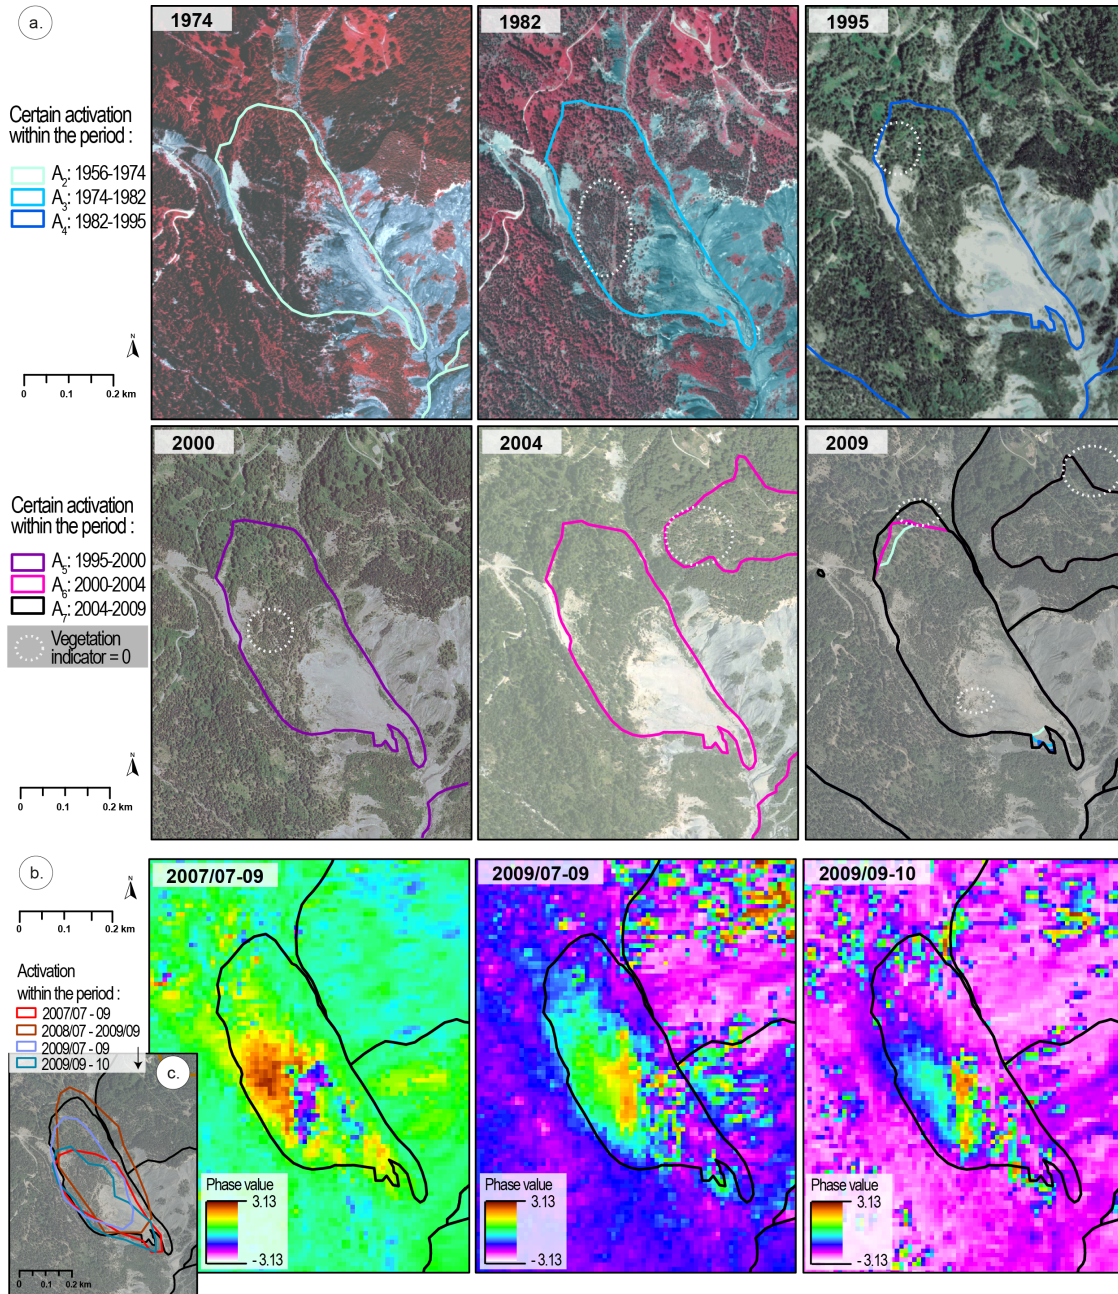 a.
1974
1982
1995
Certain activation
within the period :
A2: 1956-1974
A3: 1974-1982
A4: 1982-1995
N
0 0.1 0.2 km
2000
2004
2009
Certain activation
within the period :
A5: 1995-2000
A6: 2000-2004
A7: 2004-2009
Vegetation
indicator = 0
N
0 0.1 0.2 km
b.
N
2007/07-09
2009/07-09
2009/09-10
0 0.1 0.2 km
Activation
within the period :
2007/07 - 09
2008/07 - 2009/09
2009/07 - 09
2009/09 - 10
c.
0 0.1 0.2 km
Phase value
3.13
- 3.13
Phase value
3.13
- 3.13
Phase value
3.13
- 3.13